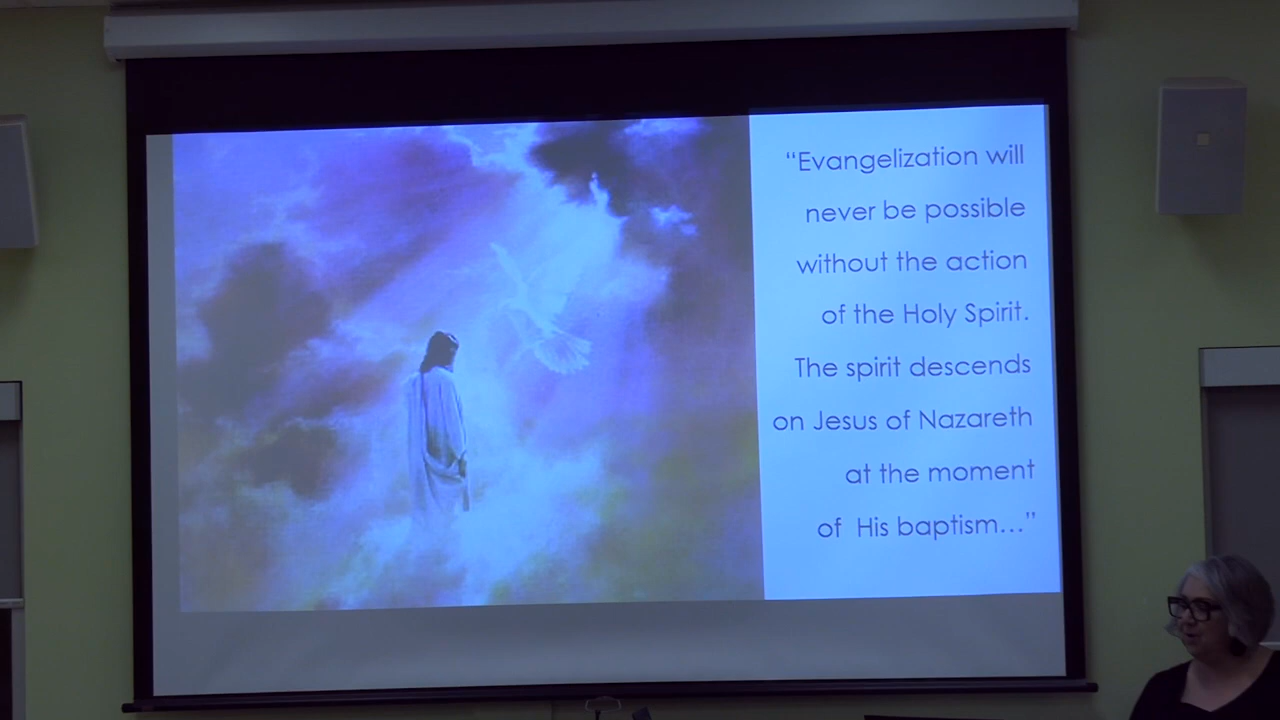 “Evangelization will
never be possible
without the action
of the Holy Spirit.
The spirit descends
on Jesus of Nazareth
at the moment
of His baptism...”